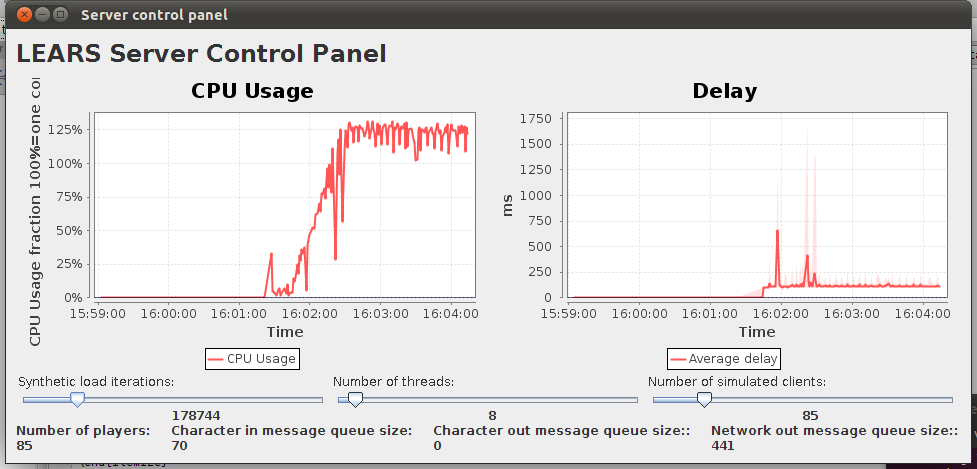 Server control panel
LEARS Server Control Panel
CPU Usage
Delay
CPU Usage fraction 100%=one
125%
100%
75%
50%
25%
0%
15:59:00 16:00:00 16:01:00 16:02:00 16:03:00 16:04:00
Time
CPU Usage
ms
1750
1500
1250
1000
750
500
250
0
15:59:00 16:00:00 16:01:00 16:02:00 16:03:00 16:04:00
Time
Average delay
Synthetic load iterations: Number of threads: Number of simulated clients:
178744 8 85
Number of players: Character in message queue size: Character out message queue size:: Network out message queue size::
85 70 0 441